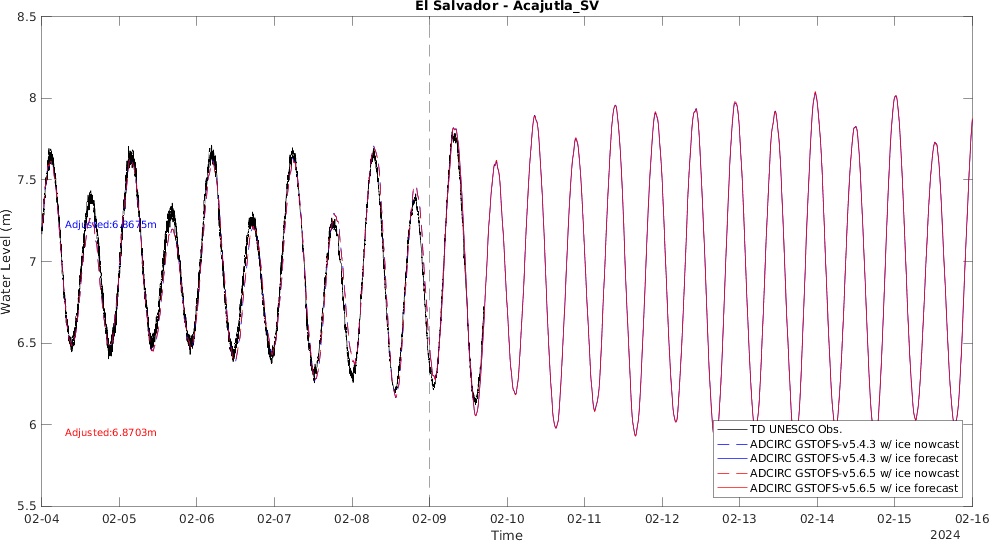 El Salvador - Acajutla_SV
8.5
8
7.5
7
6.5
6
5.5
Water Level (m)
Adjusted:6.8675m
Adjusted:6.8703m
TD UNESCO Obs.
ADCIRC GSTOFS-v5.4.3 w/ ice nowcast
ADCIRC GSTOFS-v5.4.3 w/ ice forecast
ADCIRC GSTOFS-v5.6.5 w/ ice nowcast
ADCIRC GSTOFS-v5.6.5 w/ ice forecast
02-04 02-05 02-06 02-07 02-08 02-09 02-10 02-11 02-12 02-13 02-14 02-15 02-16
Time
2024